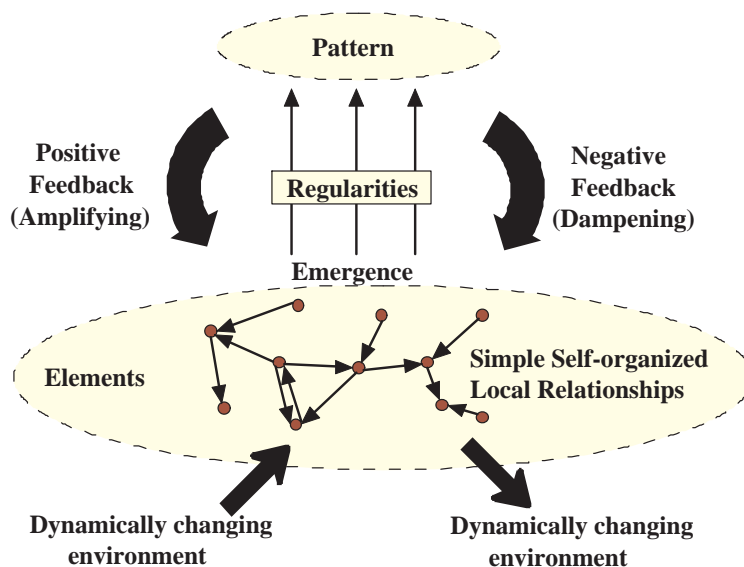 Pattern
Positive
Feedback
(Amplifying)
Negative
Feedback
(Dampening)
Regularities
Emergence
Elements
Simple Self-organized
Local Relationships
Dynamically changing
environment
Dynamically changing
environment